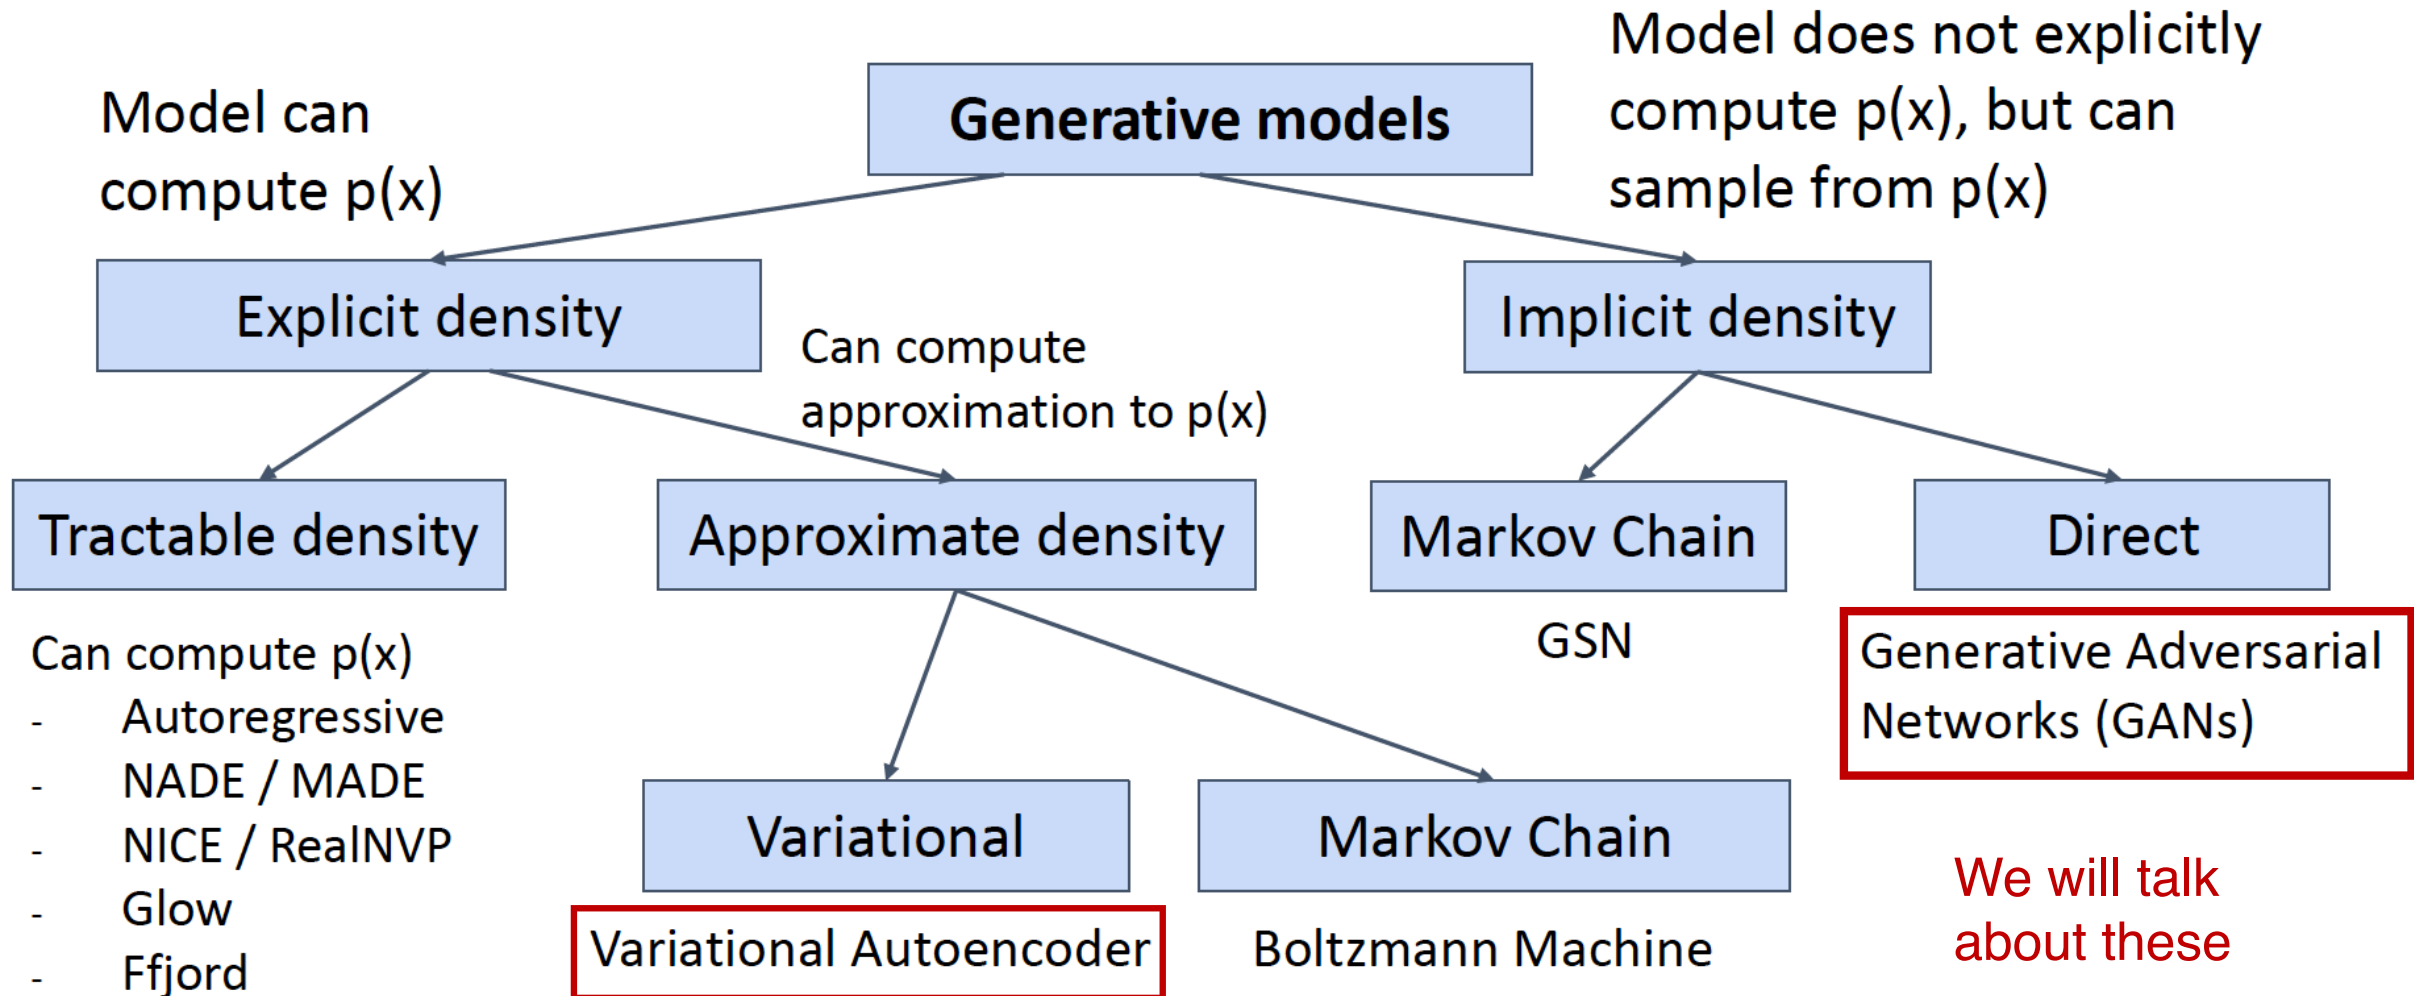 Generative models
Model can
compute p(x)
Model does not explicitly
compute p(x), but can
sample from p(x)
Explicit density
Implicit density
Can compute
approximation to p(x)
Tractable density
Approximate density
Markov Chain
Direct
Can compute p(x)
- Autoregressive
- NADE / MADE
- NICE / RealNVP
- Glow
- Ffjord
GSN
Generative Adversarial
Networks (GANs)
Variational
Markov Chain
Variational Autoencoder
Boltzmann Machine
We will talk
about these